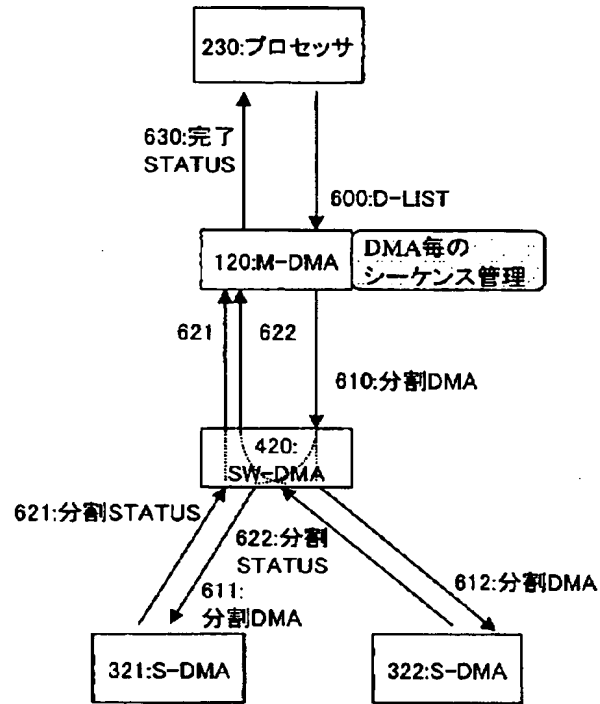 230:プロセッサ
630:完了
STATUS
600:D-LIST
120:M-DMA
DMA毎の
シーケンス管理
621
622
610:分割DMA
420:
SW-DMA
621:分割STATUS
622:分割
STATUS
611:
分割DMA
612:分割DMA
321:S-DMA
322:S-DMA